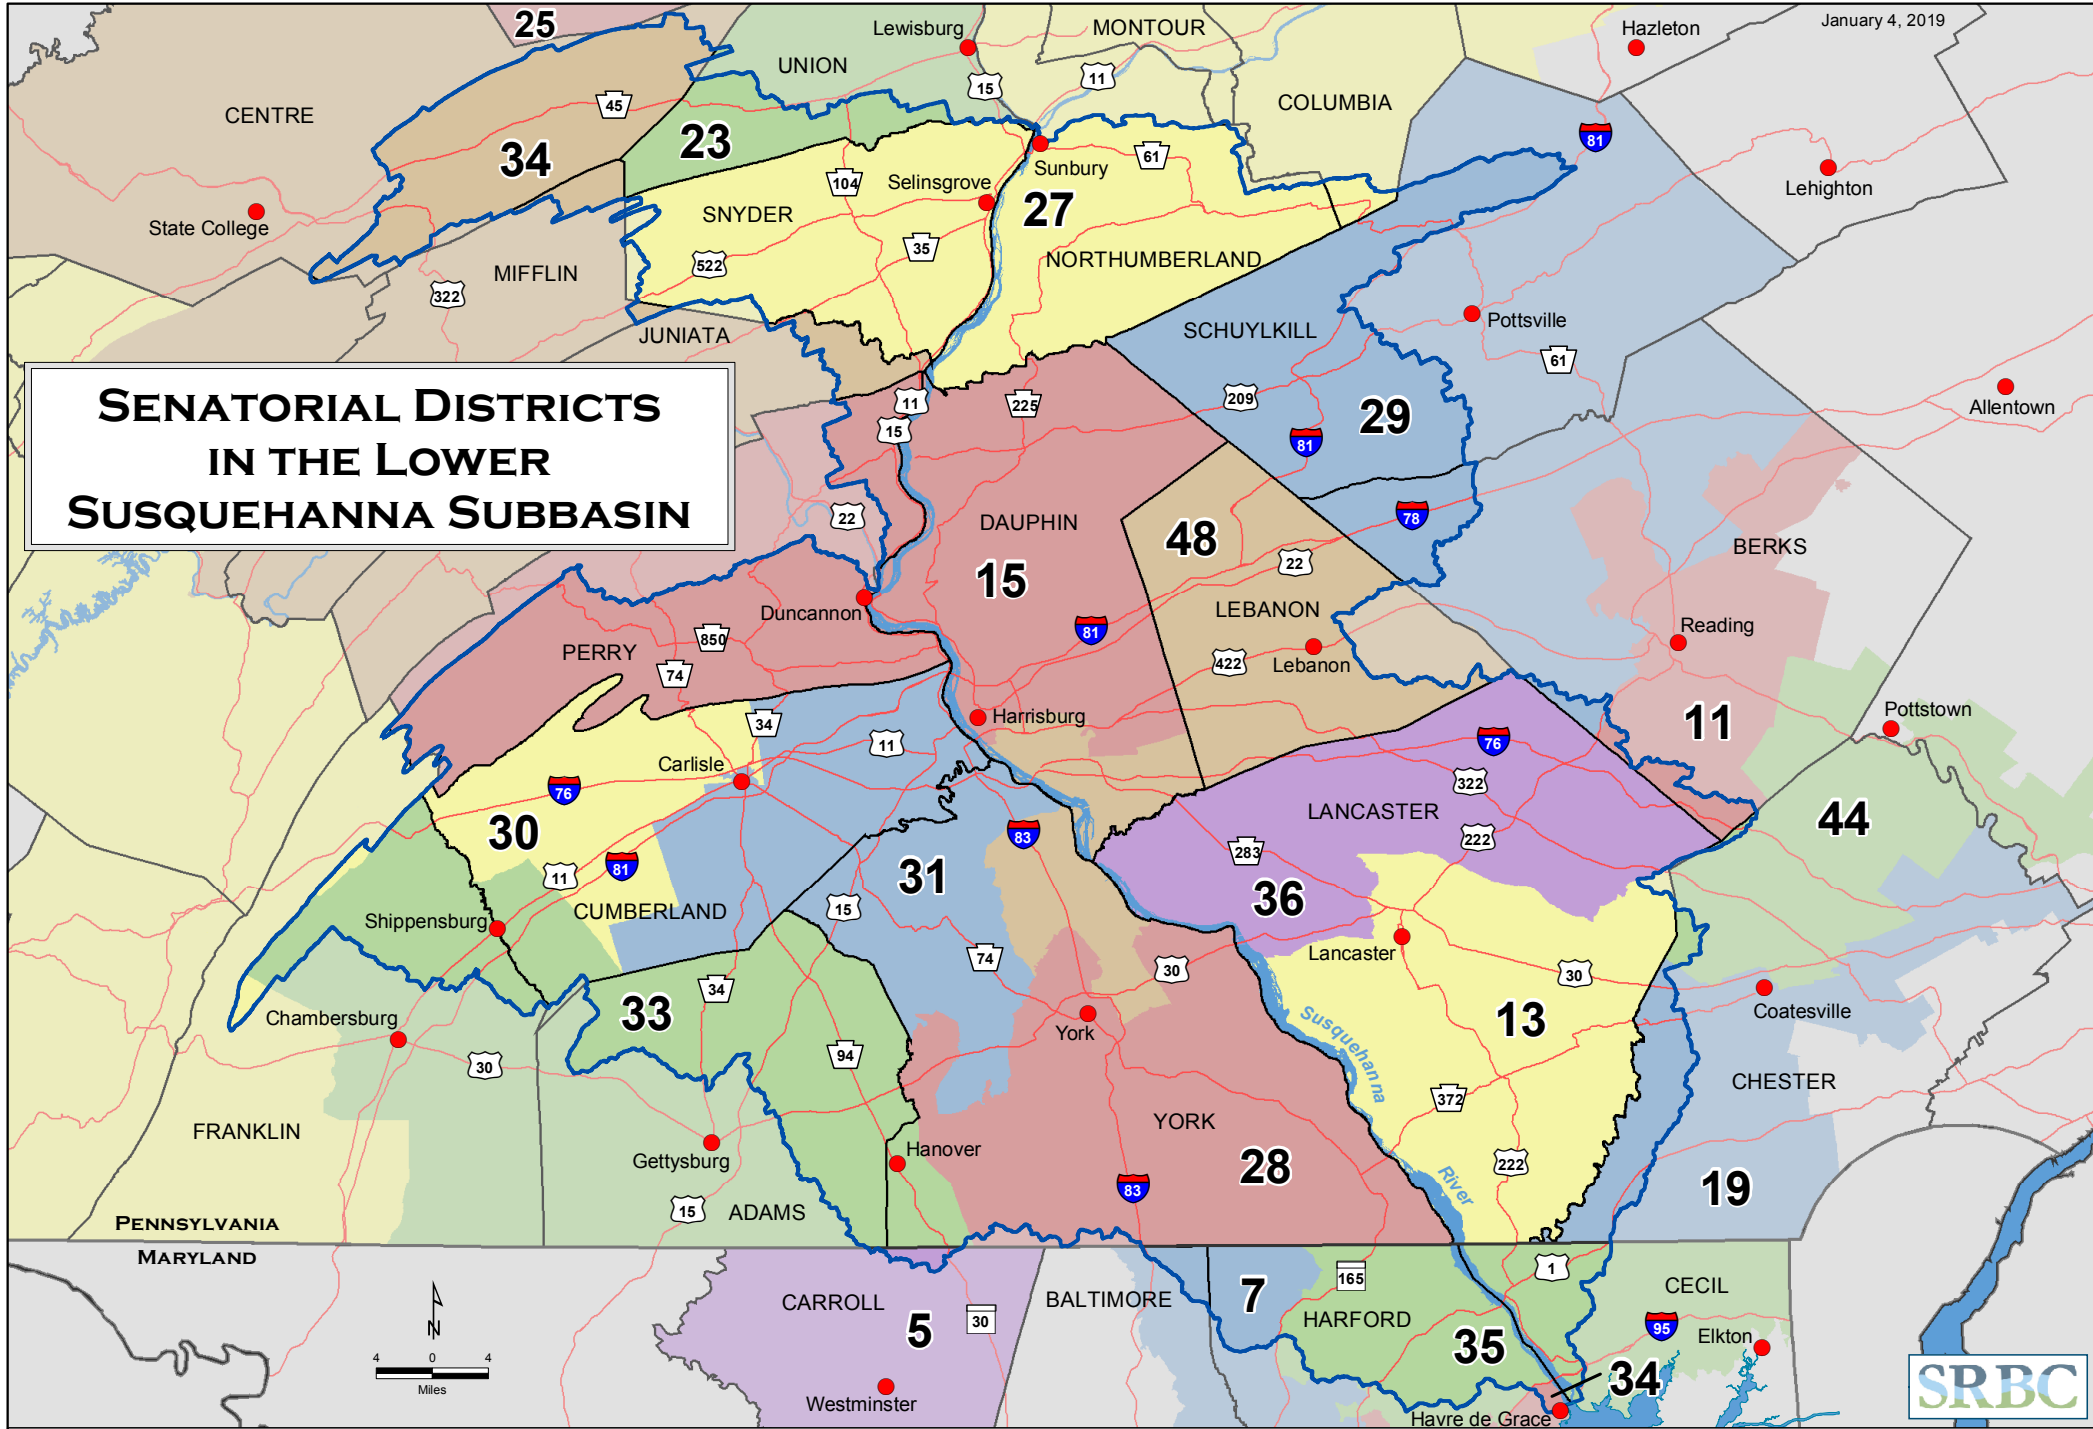 25
Lewisburg
MONTOUR
Hazleton
January 4, 2019
UNION
15
11
CENTRE
45
COLUMBIA
34
23
81
Sunbury
61
Lehighton
104
Selinsgrove
State College
SNYDER
27
35
522
NORTHUMBERLAND
MIFFLIN
322
JUNIATA
SCHUYLKILL
Pottsville
61
SENATORIAL DISTRICTS
IN THE LOWER
SUSQUEHANNA SUBBASIN
11
225
209
Allentown
15
29
81
22
DAUPHIN
48
78
BERKS
15
22
Duncannon
LEBANON
850
81
Reading
PERRY
74
422
Lebanon
34
Harrisburg
11
Pottstown
11
76
Carlisle
76
322
30
83
LANCASTER
44
222
81
11
31
283
36
Shippensburg
CUMBERLAND
15
Lancaster
74
30
30
34
33
Chambersburg
York
Susquehanna
13
Coatesville
94
30
372
CHESTER
FRANKLIN
YORK
Gettysburg
Hanover
28
222
83
River
19
15
ADAMS
PENNSYLVANIA
MARYLAND
1
165
CECIL
CARROLL
BALTIMORE
7
N
5
30
HARFORD
95
Elkton
35
4 0 4
Miles
34
Westminster
Havre de Grace
SRBC